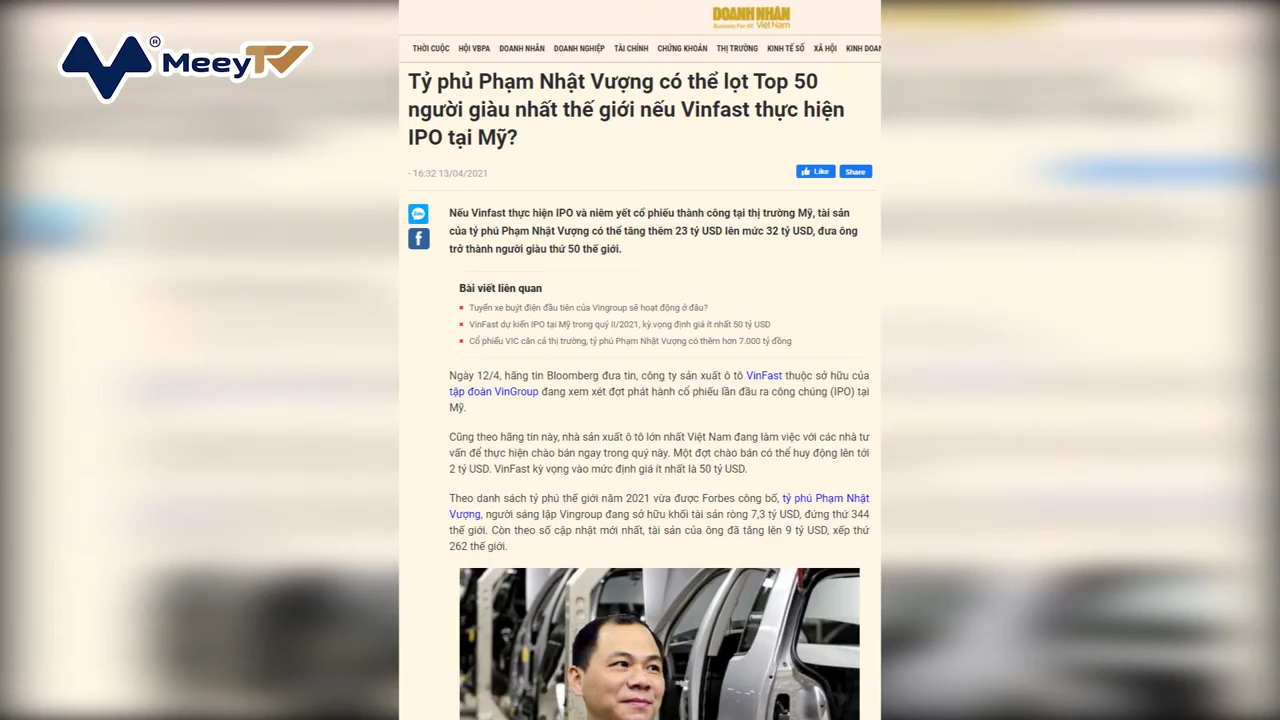 MeeyTV
®
DOANH NHÂN
Business For All Việt Nam
THỜI CUỘC HỘI VBPA DOANH NHÂN DOANH NGHIỆP TÀI CHÍNH CHỨNG KHOÁN THỊ TRƯỜNG KINH TẾ SỐ XÃ HỘI KINH DOAN
Tỷ phủ Phạm Nhật Vượng có thể lọt Top 50
người giàu nhất thế giới nếu Vinfast thực hiện
IPO tại Mỹ?
- 16:32 13/04/2021
Like Share
Zalo
f
Nếu Vinfast thực hiện IPO và niêm yết cổ phiếu thành công tại thị trường Mỹ, tài sản
của tỷ phú Phạm Nhật Vượng có thể tăng thêm 23 tỷ USD lên mức 32 tỷ USD, đưa ông
trở thành người giàu thứ 50 thế giới.
Bài viết liên quan
Tuyến xe buýt điện đầu tiên của Vingroup sẽ hoạt động ở đâu?
VinFast dự kiến IPO tại Mỹ trong quý II/2021, kỳ vọng định giá ít nhất 50 tỷ USD
Cổ phiếu VIC cân cả thị trường, tỷ phú Phạm Nhật Vượng có thêm hơn 7.000 tỷ đồng
Ngày 12/4, hãng tin Bloomberg đưa tin, công ty sản xuất ô tô VinFast thuộc sở hữu của
tập đoàn VinGroup đang xem xét đợt phát hành cổ phiếu lần đầu ra công chúng (IPO) tại
Mỹ.
Cũng theo hãng tin này, nhà sản xuất ô tô lớn nhất Việt Nam đang làm việc với các nhà tư
vấn để thực hiện chào bán ngay trong quý này. Một đợt chào bán có thể huy động lên tới
2 tỷ USD. VinFast kỳ vọng vào mức định giá ít nhất là 50 tỷ USD.
Theo danh sách tỷ phú thế giới năm 2021 vừa được Forbes công bố, tỷ phú Phạm Nhật
Vượng, người sáng lập Vingroup đang sở hữu khối tài sản ròng 7,3 tỷ USD, đứng thứ 344
thế giới. Còn theo số cập nhật mới nhất, tài sản của ông đã tăng lên 9 tỷ USD, xếp thứ
262 thế giới.